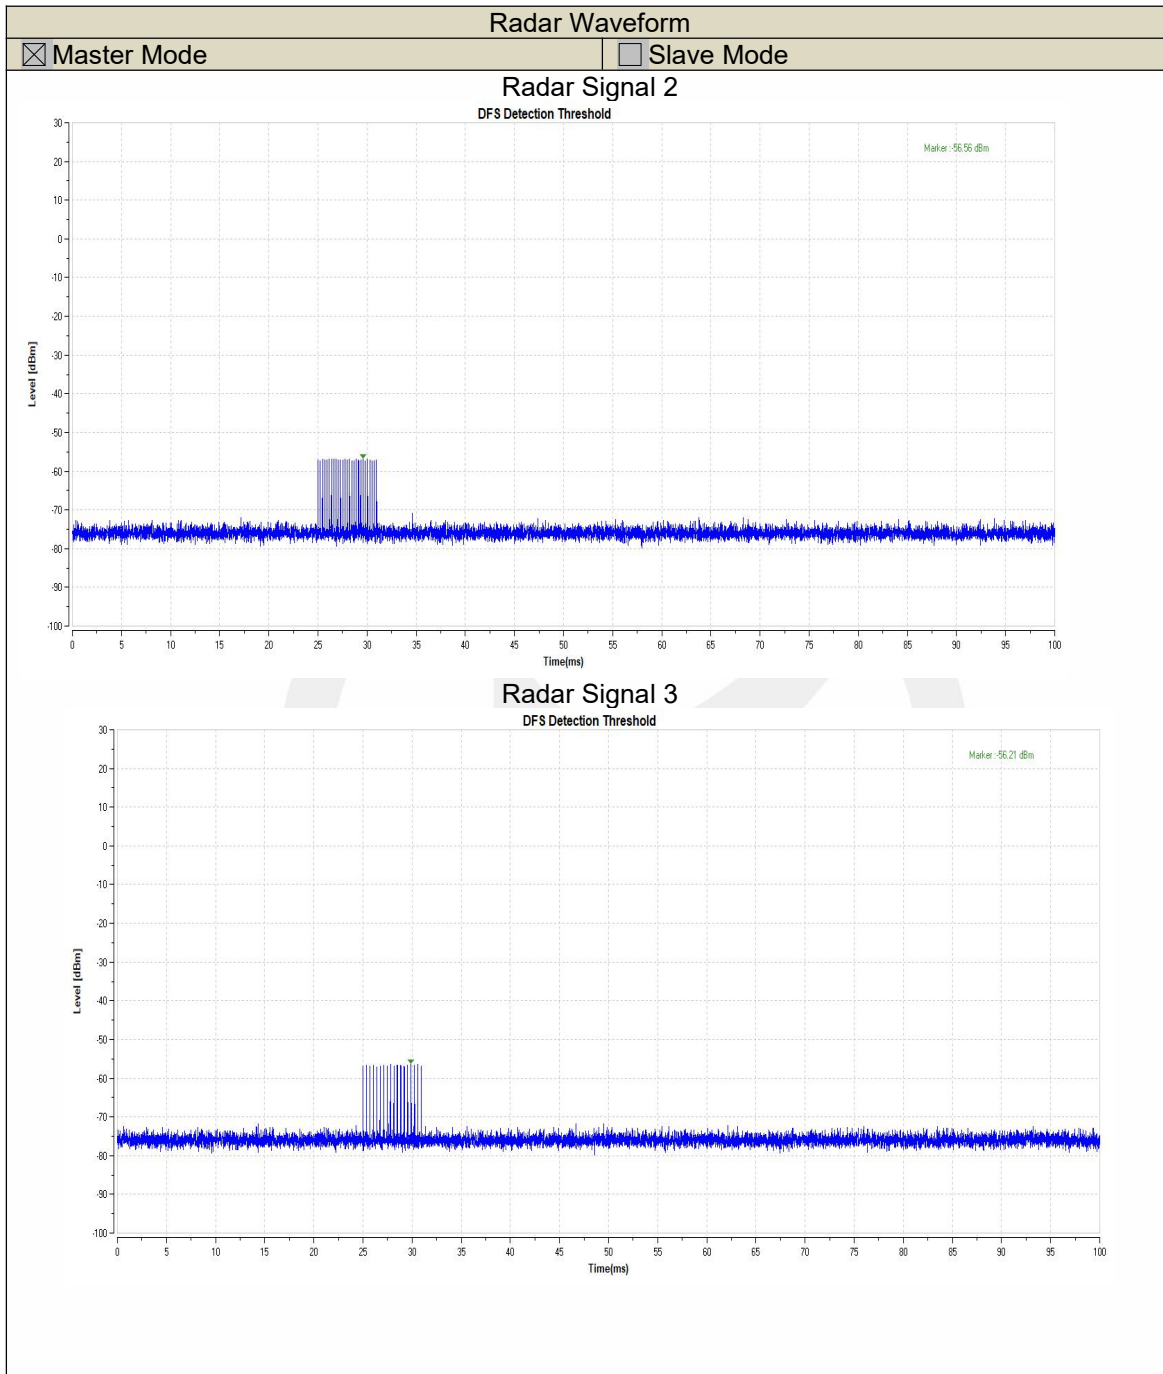 Radar Waveform
Master Mode
Slave Mode
Radar Signal 2
DFS Detection Threshold
Marker :-56.56 dBm
30
20
10
0
-10
-20
-30
-40
-50
-60
-70
-80
-90
-100
Level [dBm]
0 5 10 15 20 25 30 35 40 45 50 55 60 65 70 75 80 85 90 95 100
Time(ms)
Radar Signal 3
DFS Detection Threshold
Marker :-56.21 dBm
30
20
10
0
-10
-20
-30
-40
-50
-60
-70
-80
-90
-100
Level [dBm]
0 5 10 15 20 25 30 35 40 45 50 55 60 65 70 75 80 85 90 95 100
Time(ms)